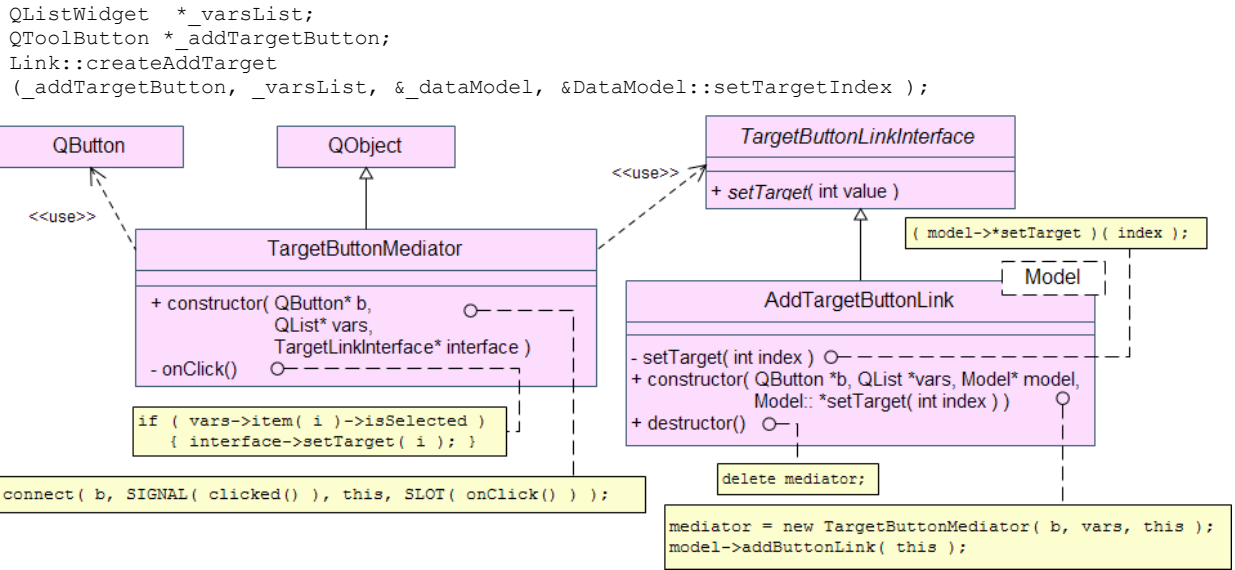 QListWidget  *_varsList;
QToolButton *_addTargetButton;
Link::createAddTarget
(_addTargetButton, _varsList, &_dataModel, &DataModel::setTargetIndex );
QButton
QObject
TargetButtonLinkInterface
+ setTarget( int value )
<<use>>
<<use>>
( model->*setTarget )( index );
TargetButtonMediator
+ constructor( QButton* b,
QList* vars,
TargetLinkInterface* interface )
- onClick()
Model
AddTargetButtonLink
- setTarget( int index )
+ constructor( QButton *b, QList *vars, Model* model,
Model:: *setTarget( int index ) )
+ destructor()
if ( vars->item( i )->isSelected )
{ interface->setTarget( i ); }
delete mediator;
connect( b, SIGNAL( clicked() ), this, SLOT( onClick() ) );
mediator = new TargetButtonMediator( b, vars, this );
model->addButtonLink( this );